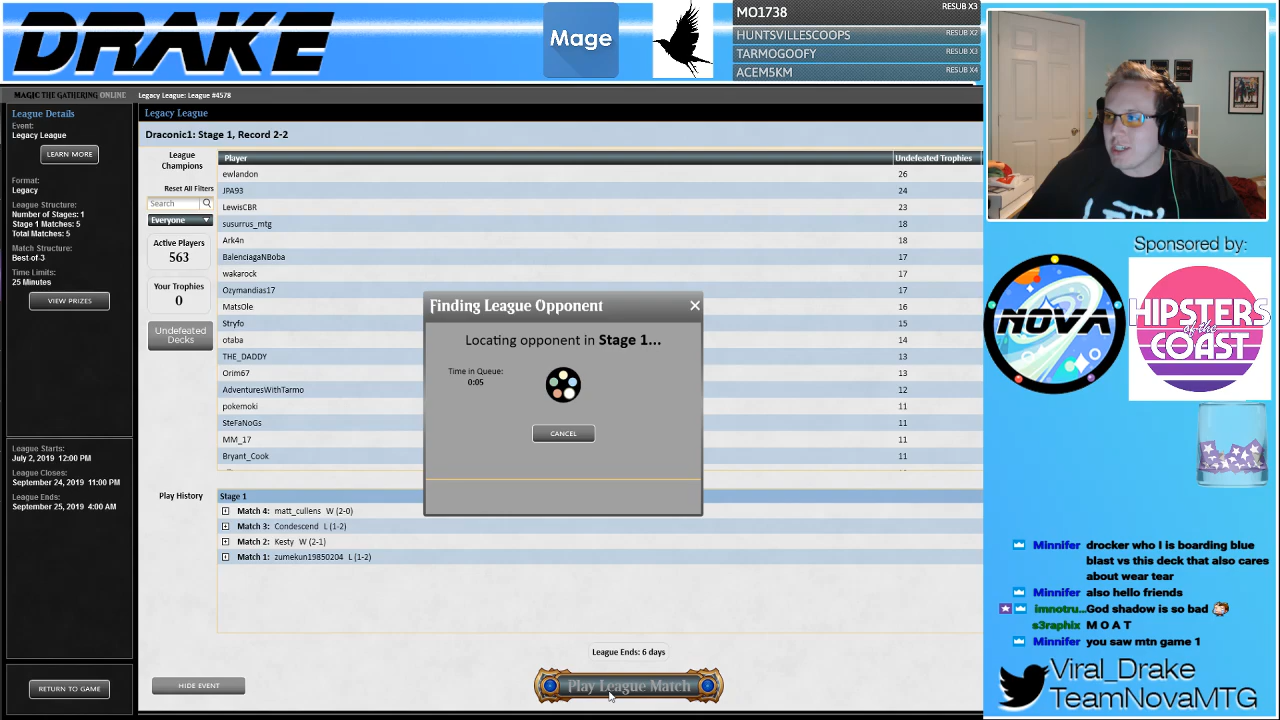 DRAKE
Mage
MO1738 RESUB X3
HUNTSVILLESCOOPS RESUB X2
TARMOGOOFY RESUB X3
ACEM5KM RESUB X4
MAGIC THE GATHERING ONLINE
Legacy League: League #4578
League Details
Event:
Legacy League
LEARN MORE
Format:
Legacy
League Structure:
Number of Stages: 1
Stage 1 Matches: 5
Total Matches: 5
Match Structure:
Best-of-3
Time Limits:
25 Minutes
VIEW PRIZES
League Starts:
July 2, 2019 12:00 PM
League Closes:
September 24, 2019 11:00 PM
League Ends:
September 25, 2019 4:00 AM
RETURN TO GAME
Legacy League
Draconic1: Stage 1, Record 2-2
League
Champions
Reset All Filters
Search
Everyone
Active Players
563
Your Trophies
0
Undefeated
Decks
Player Undefeated Trophies
ewlandon 26
JPA93 24
LewisCBR 23
susurrus_mtg 18
Ark4n 18
BalenciagaNBoba 17
wakarock 17
Ozymandias17 17
MatsOle 16
Stryfo 15
otaba 14
THE_DADDY 13
Orim67 13
AdventuresWithTarmo 12
pokemoki 11
SteFaNoGs 11
MM_17 11
Bryant_Cook 11
Finding League Opponent
Locating opponent in Stage 1...
Time in Queue:
0:05
CANCEL
Play History
Stage 1
Match 4: matt_cullens W (2-0)
Match 3: Condescend L (1-2)
Match 2: Kesty W (2-1)
Match 1: zumekun19850204 L (1-2)
League Ends: 6 days
HIDE EVENT
Play League Match
Sponsored by:
NOVA
HIPSTERS
of the
COAST
Minnifer drocker who I is boarding blue
blast vs this deck that also cares
about wear tear
Minnifer also hello friends
imnotru... God shadow is so bad
s3raphix M O A T
Minnifer you saw mtn game 1
Viral_Drake
TeamNovaMTG